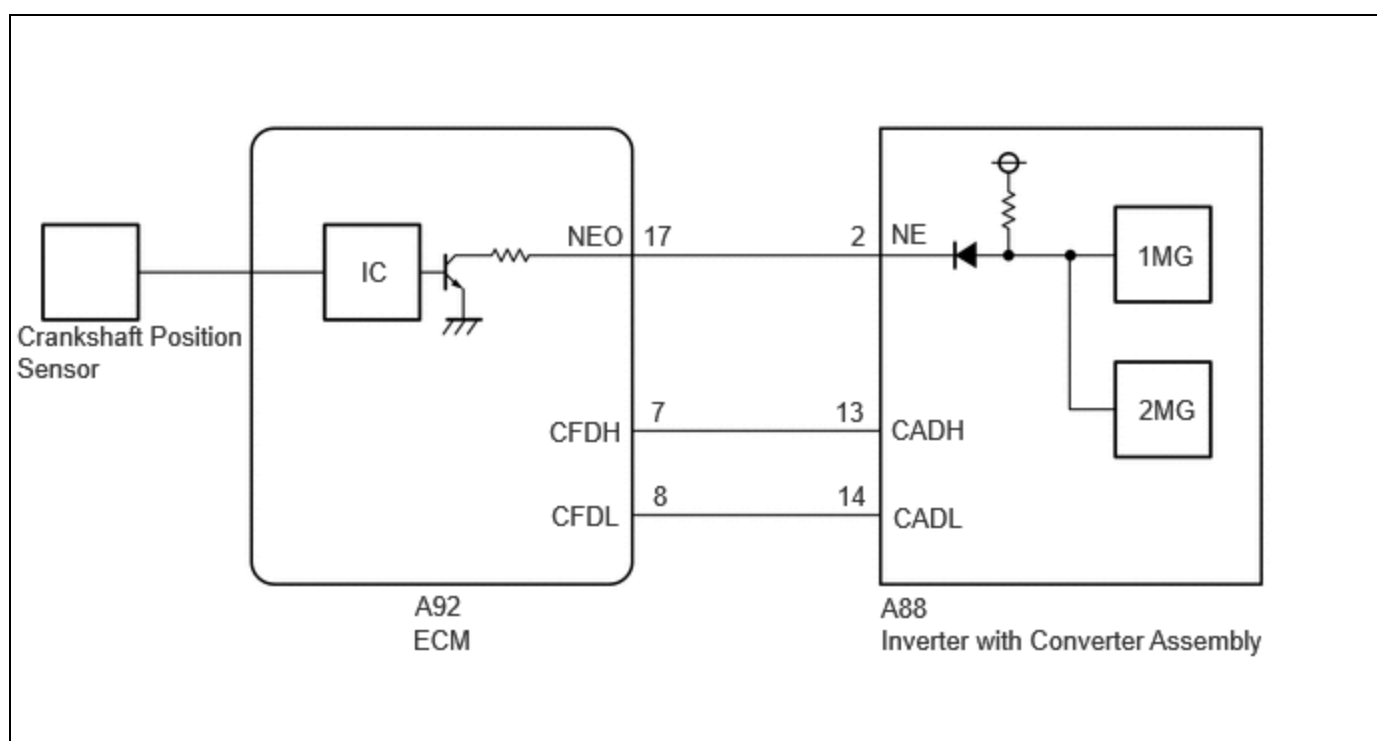 NEO 17 2 NE
IC
1MG
Crankshaft Position
Sensor
2MG
CFDH 7 13 CADH
CFDL 8 14 CADL
A92
ECM
A88
Inverter with Converter Assembly